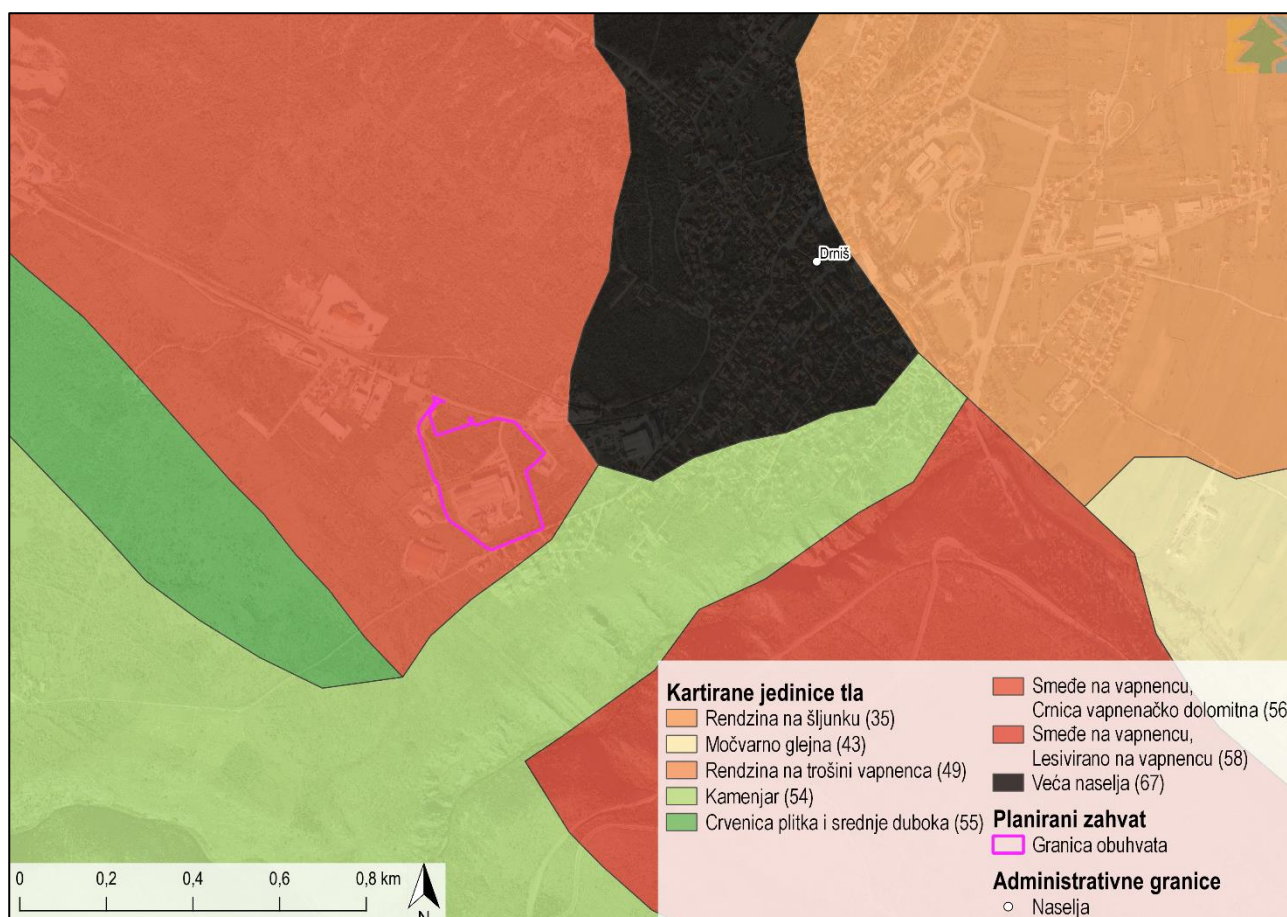 Drniš
Kartirane jedinice tla
Rendzina na šljunku (35)
Močvarno glejna (43)
Rendzina na trošini vapnenca (49)
Kamenjar (54)
Crvenica plitka i srednje duboka (55)
Smeđe na vapnencu,
Crnica vapnenačko dolomitna (56
Smeđe na vapnencu,
Lesivirano na vapnencu (58)
Veća naselja (67)
Planirani zahvat
Granica obuhvata
Administrativne granice
Naselja
0 0,2 0,4 0,6 0,8 km
N